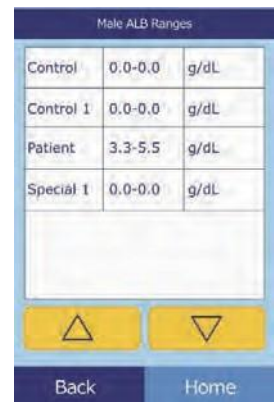 Male ALB Ranges
Control 0.0-0.0 g/dL
Control 1 0.0-0.0 g/dL
Patient 3.3-5.5 g/dL
Special 1 0.0-0.0 g/dL
Back Home